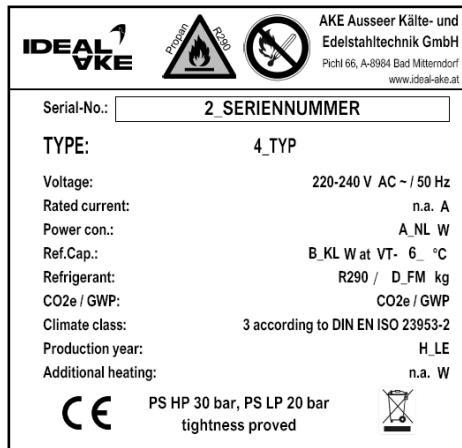 IDEAL
AKE
Propan
R290
AKE Ausseer Kälte- und
Edelstahltechnik GmbH
Pichl 66, A-8984 Bad Mitterndorf
www.ideal-ake.at
Serial-No.: 2_SERIENNUMMER
TYPE: 4_TYP
Voltage: 220-240 V AC ~ / 50 Hz
Rated current: n.a. A
Power con.: A_NL W
Ref.Cap.: B_KL W at VT- 6_ °C
Refrigerant: R290 / D_FM kg
CO2e / GWP: CO2e / GWP
Climate class: 3 according to DIN EN ISO 23953-2
Production year: H_LE
Additional heating: n.a. W
CE PS HP 30 bar, PS LP 20 bar
tightness proved